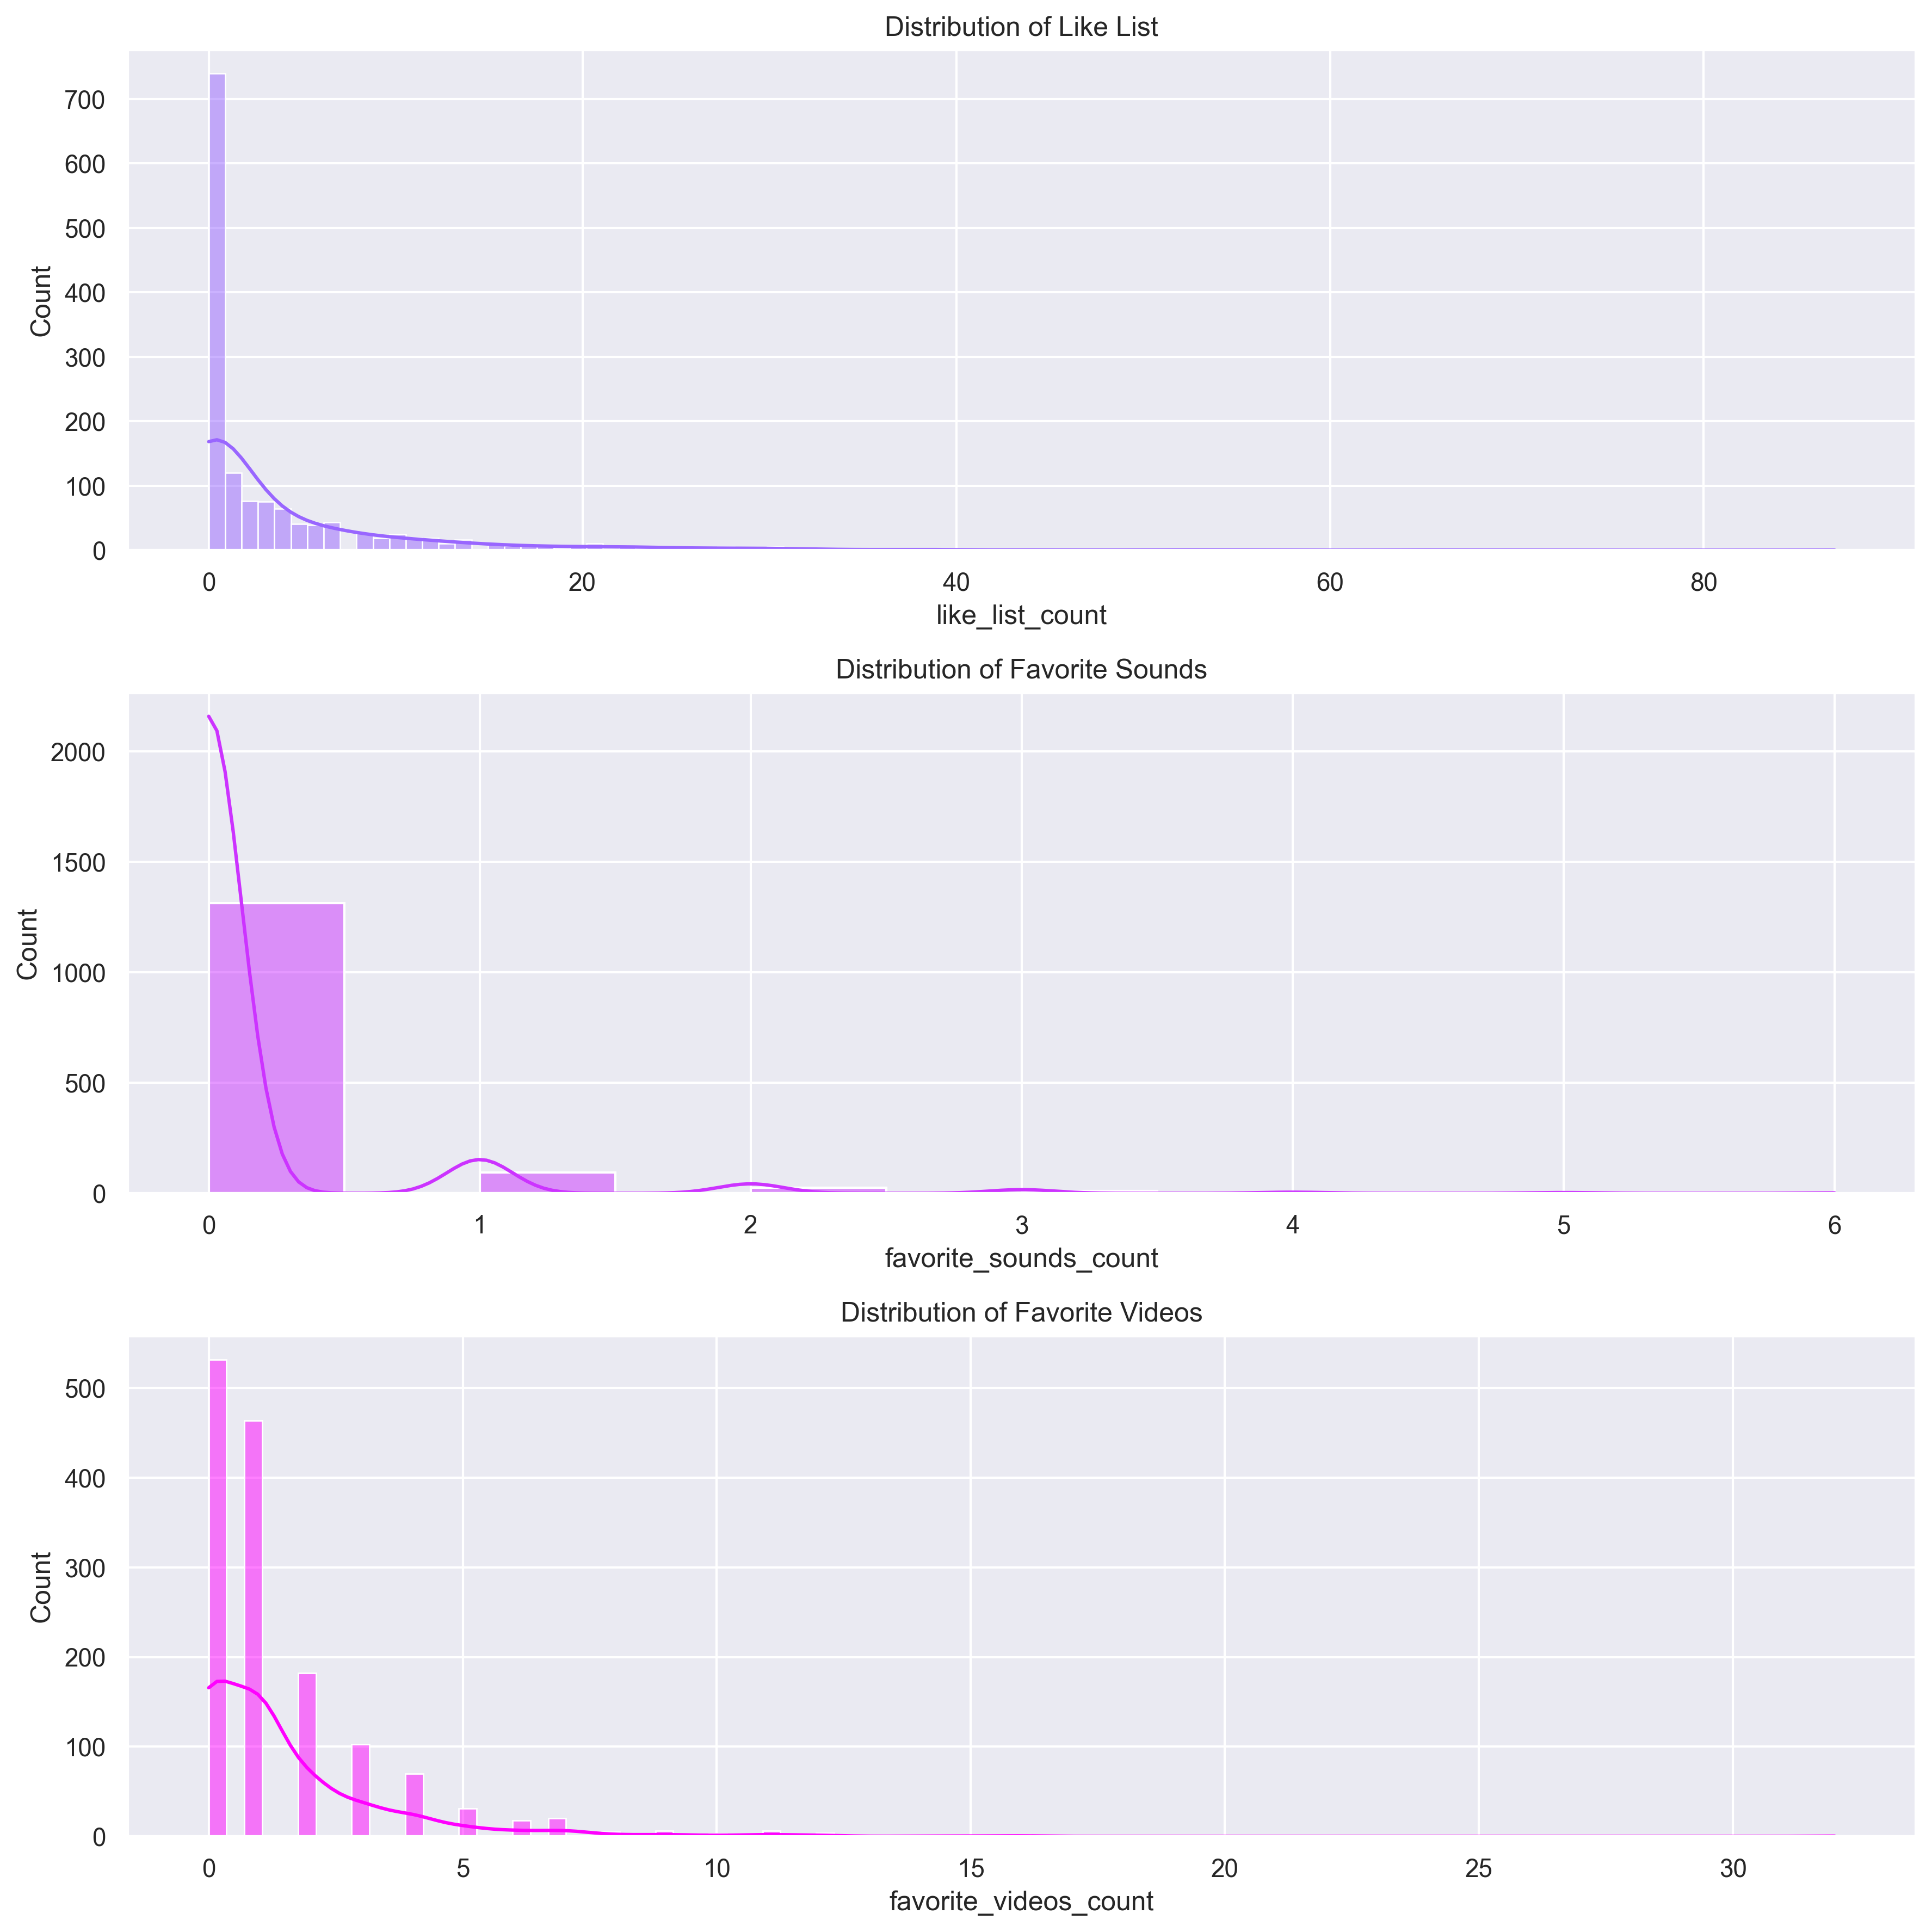 Distribution of Like List
700
600
500
400
300
200
100
0
Count
0 20 40 60 80
like_list_count
Distribution of Favorite Sounds
2000
1500
1000
500
0
Count
0 1 2 3 4 5 6
favorite_sounds_count
Distribution of Favorite Videos
500
400
300
200
100
0
Count
0 5 10 15 20 25 30
favorite_videos_count